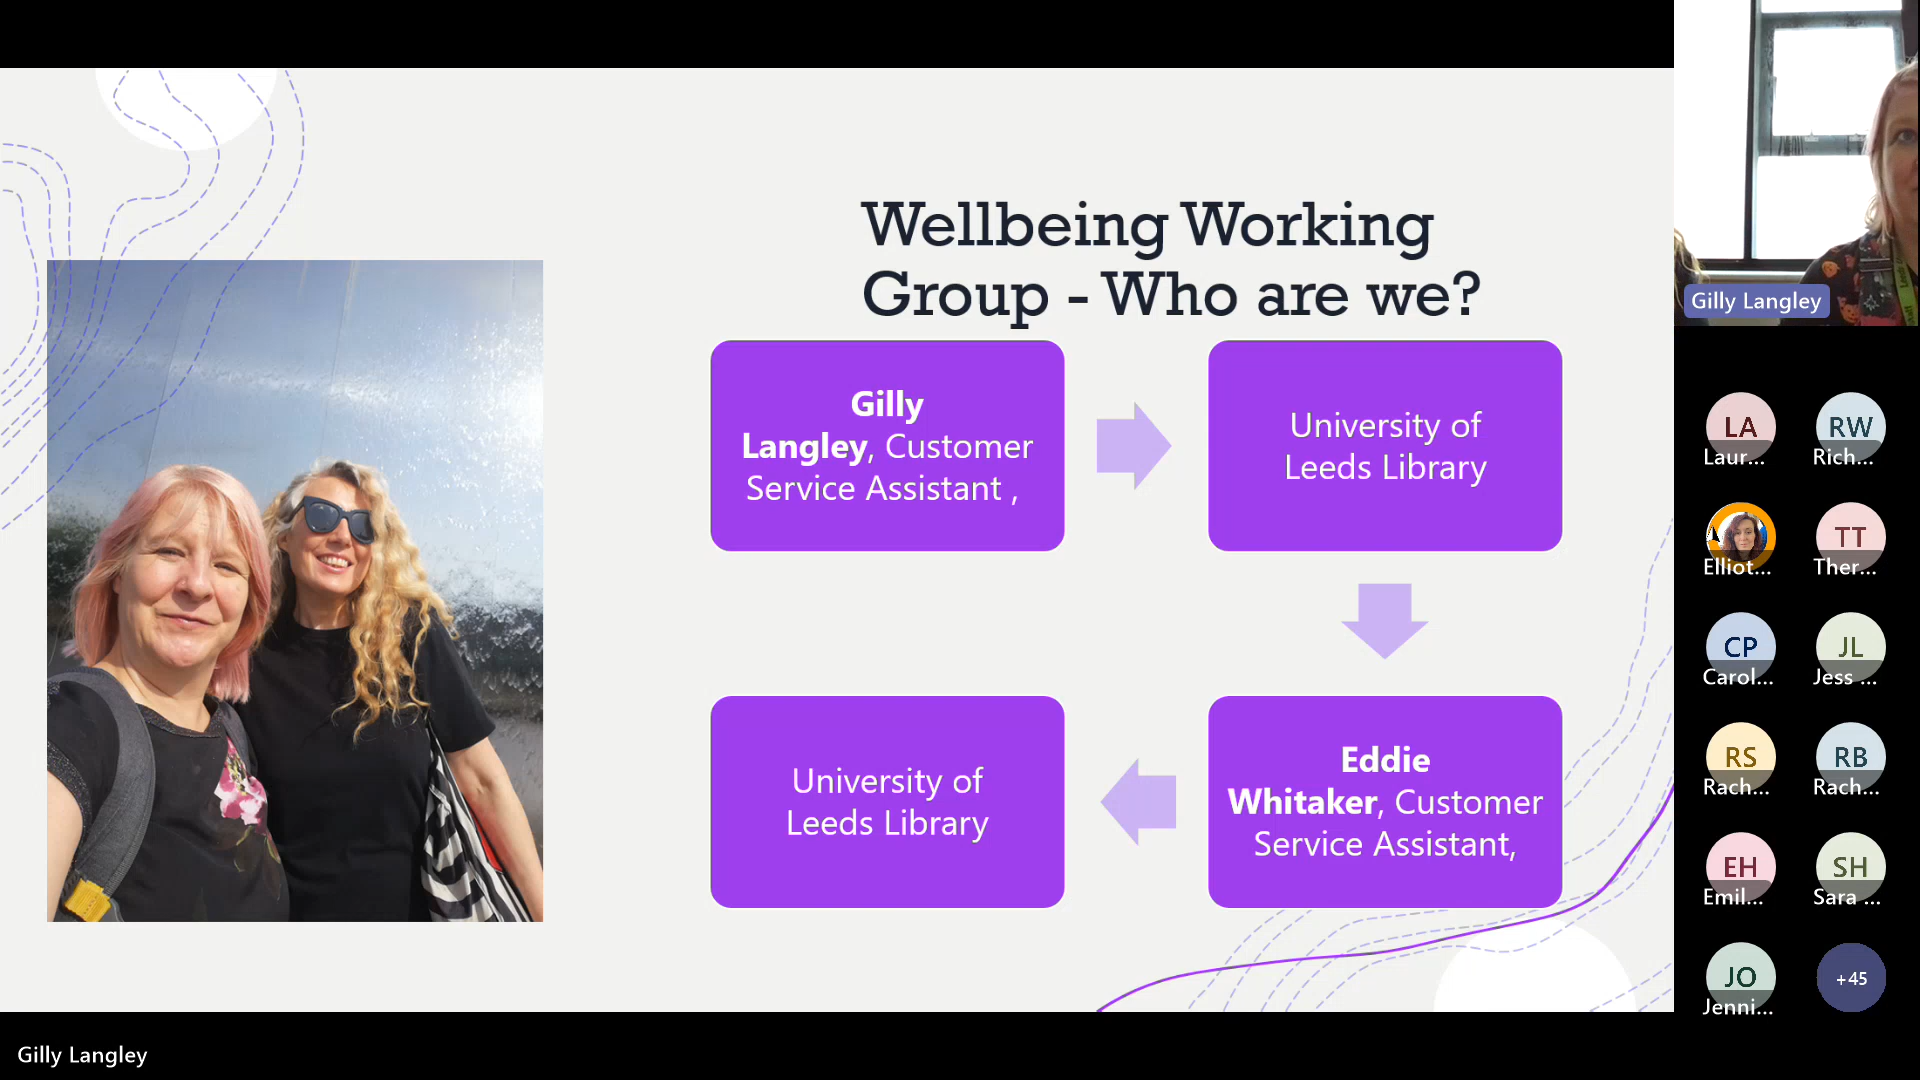 Wellbeing Working
Group - Who are we?
Gilly
Langley, Customer
Service Assistant ,
University of
Leeds Library
Eddie
Whitaker, Customer
Service Assistant,
University of
Leeds Library
Gilly Langley
LA
Laur...
RW
Rich...
Elliot...
TT
Ther...
CP
Carol...
JL
Jess ...
RS
Rach...
RB
Rach...
EH
Emil...
SH
Sara ...
JO
Jenni...
+45
Gilly Langley